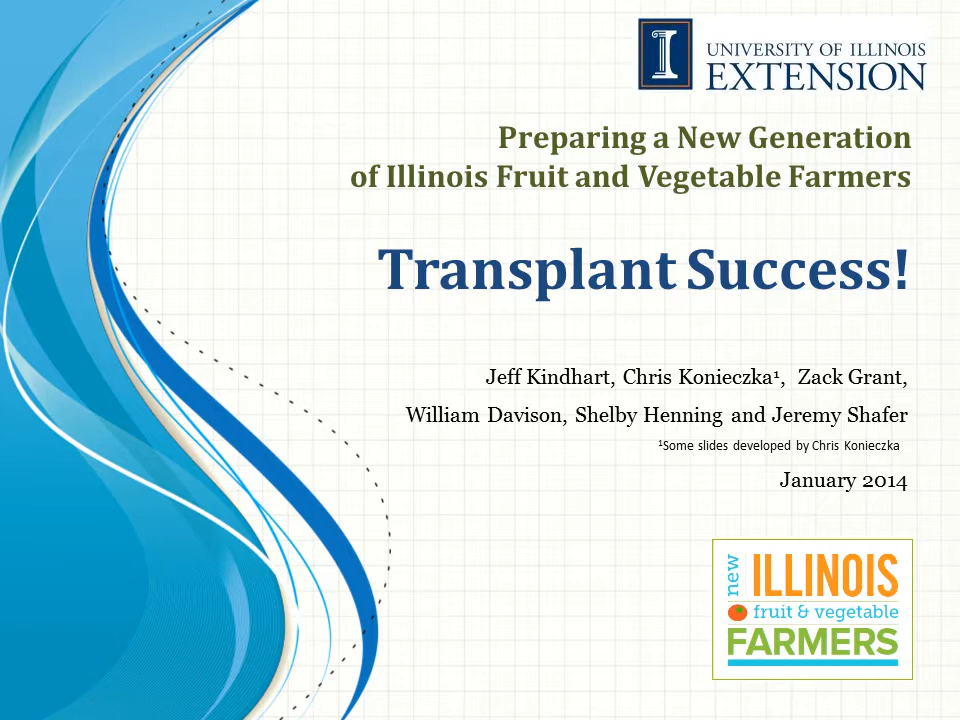 I
UNIVERSITY OF ILLINOIS
EXTENSION
Preparing a New Generation
of Illinois Fruit and Vegetable Farmers
Transplant Success!
Jeff Kindhart, Chris Konieczka¹, Zack Grant,
William Davison, Shelby Henning and Jeremy Shafer
¹Some slides developed by Chris Konieczka
January 2014
new ILLINOIS
fruit & vegetable
FARMERS